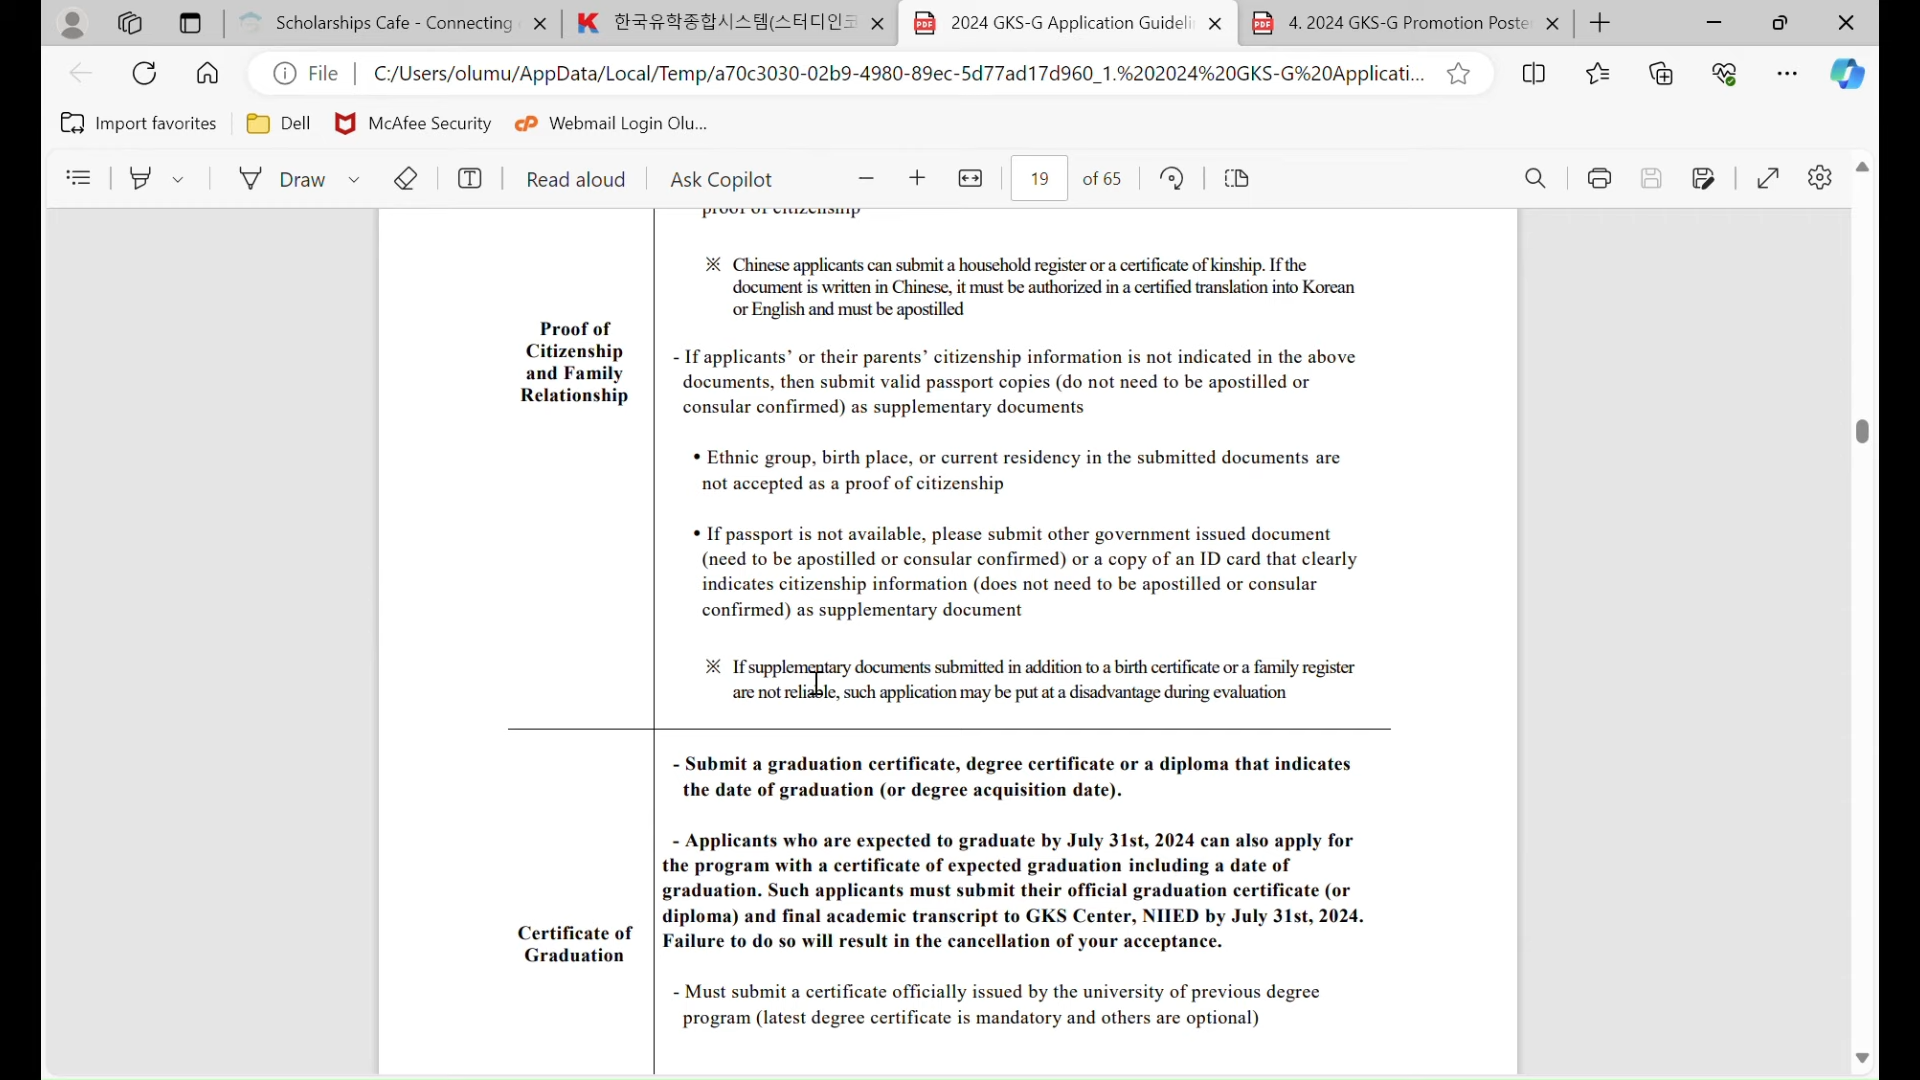 Scholarships Cafe - Connecting
한국유학종합시스템(스터디인코
2024 GKS-G Application Guideli
4. 2024 GKS-G Promotion Poste
File
C:/Users/olumu/AppData/Local/Temp/a70c3030-02b9-4980-89ec-5d77ad17d960_1.%202024%20GKS-G%20Applicati...
Import favorites
Dell
McAfee Security
Webmail Login Olu...
Draw
Read aloud
Ask Copilot
19
of 65
proof of citizenship
※ Chinese applicants can submit a household register or a certificate of kinship. If the
document is written in Chinese, it must be authorized in a certified translation into Korean
or English and must be apostilled
Proof of
Citizenship
and Family
Relationship
- If applicants’ or their parents’ citizenship information is not indicated in the above
documents, then submit valid passport copies (do not need to be apostilled or
consular confirmed) as supplementary documents
• Ethnic group, birth place, or current residency in the submitted documents are
not accepted as a proof of citizenship
• If passport is not available, please submit other government issued document
(need to be apostilled or consular confirmed) or a copy of an ID card that clearly
indicates citizenship information (does not need to be apostilled or consular
confirmed) as supplementary document
※ If supplementary documents submitted in addition to a birth certificate or a family register
are not reliable, such application may be put at a disadvantage during evaluation
- Submit a graduation certificate, degree certificate or a diploma that indicates
the date of graduation (or degree acquisition date).
- Applicants who are expected to graduate by July 31st, 2024 can also apply for
the program with a certificate of expected graduation including a date of
graduation. Such applicants must submit their official graduation certificate (or
diploma) and final academic transcript to GKS Center, NIIED by July 31st, 2024.
Failure to do so will result in the cancellation of your acceptance.
Certificate of
Graduation
- Must submit a certificate officially issued by the university of previous degree
program (latest degree certificate is mandatory and others are optional)